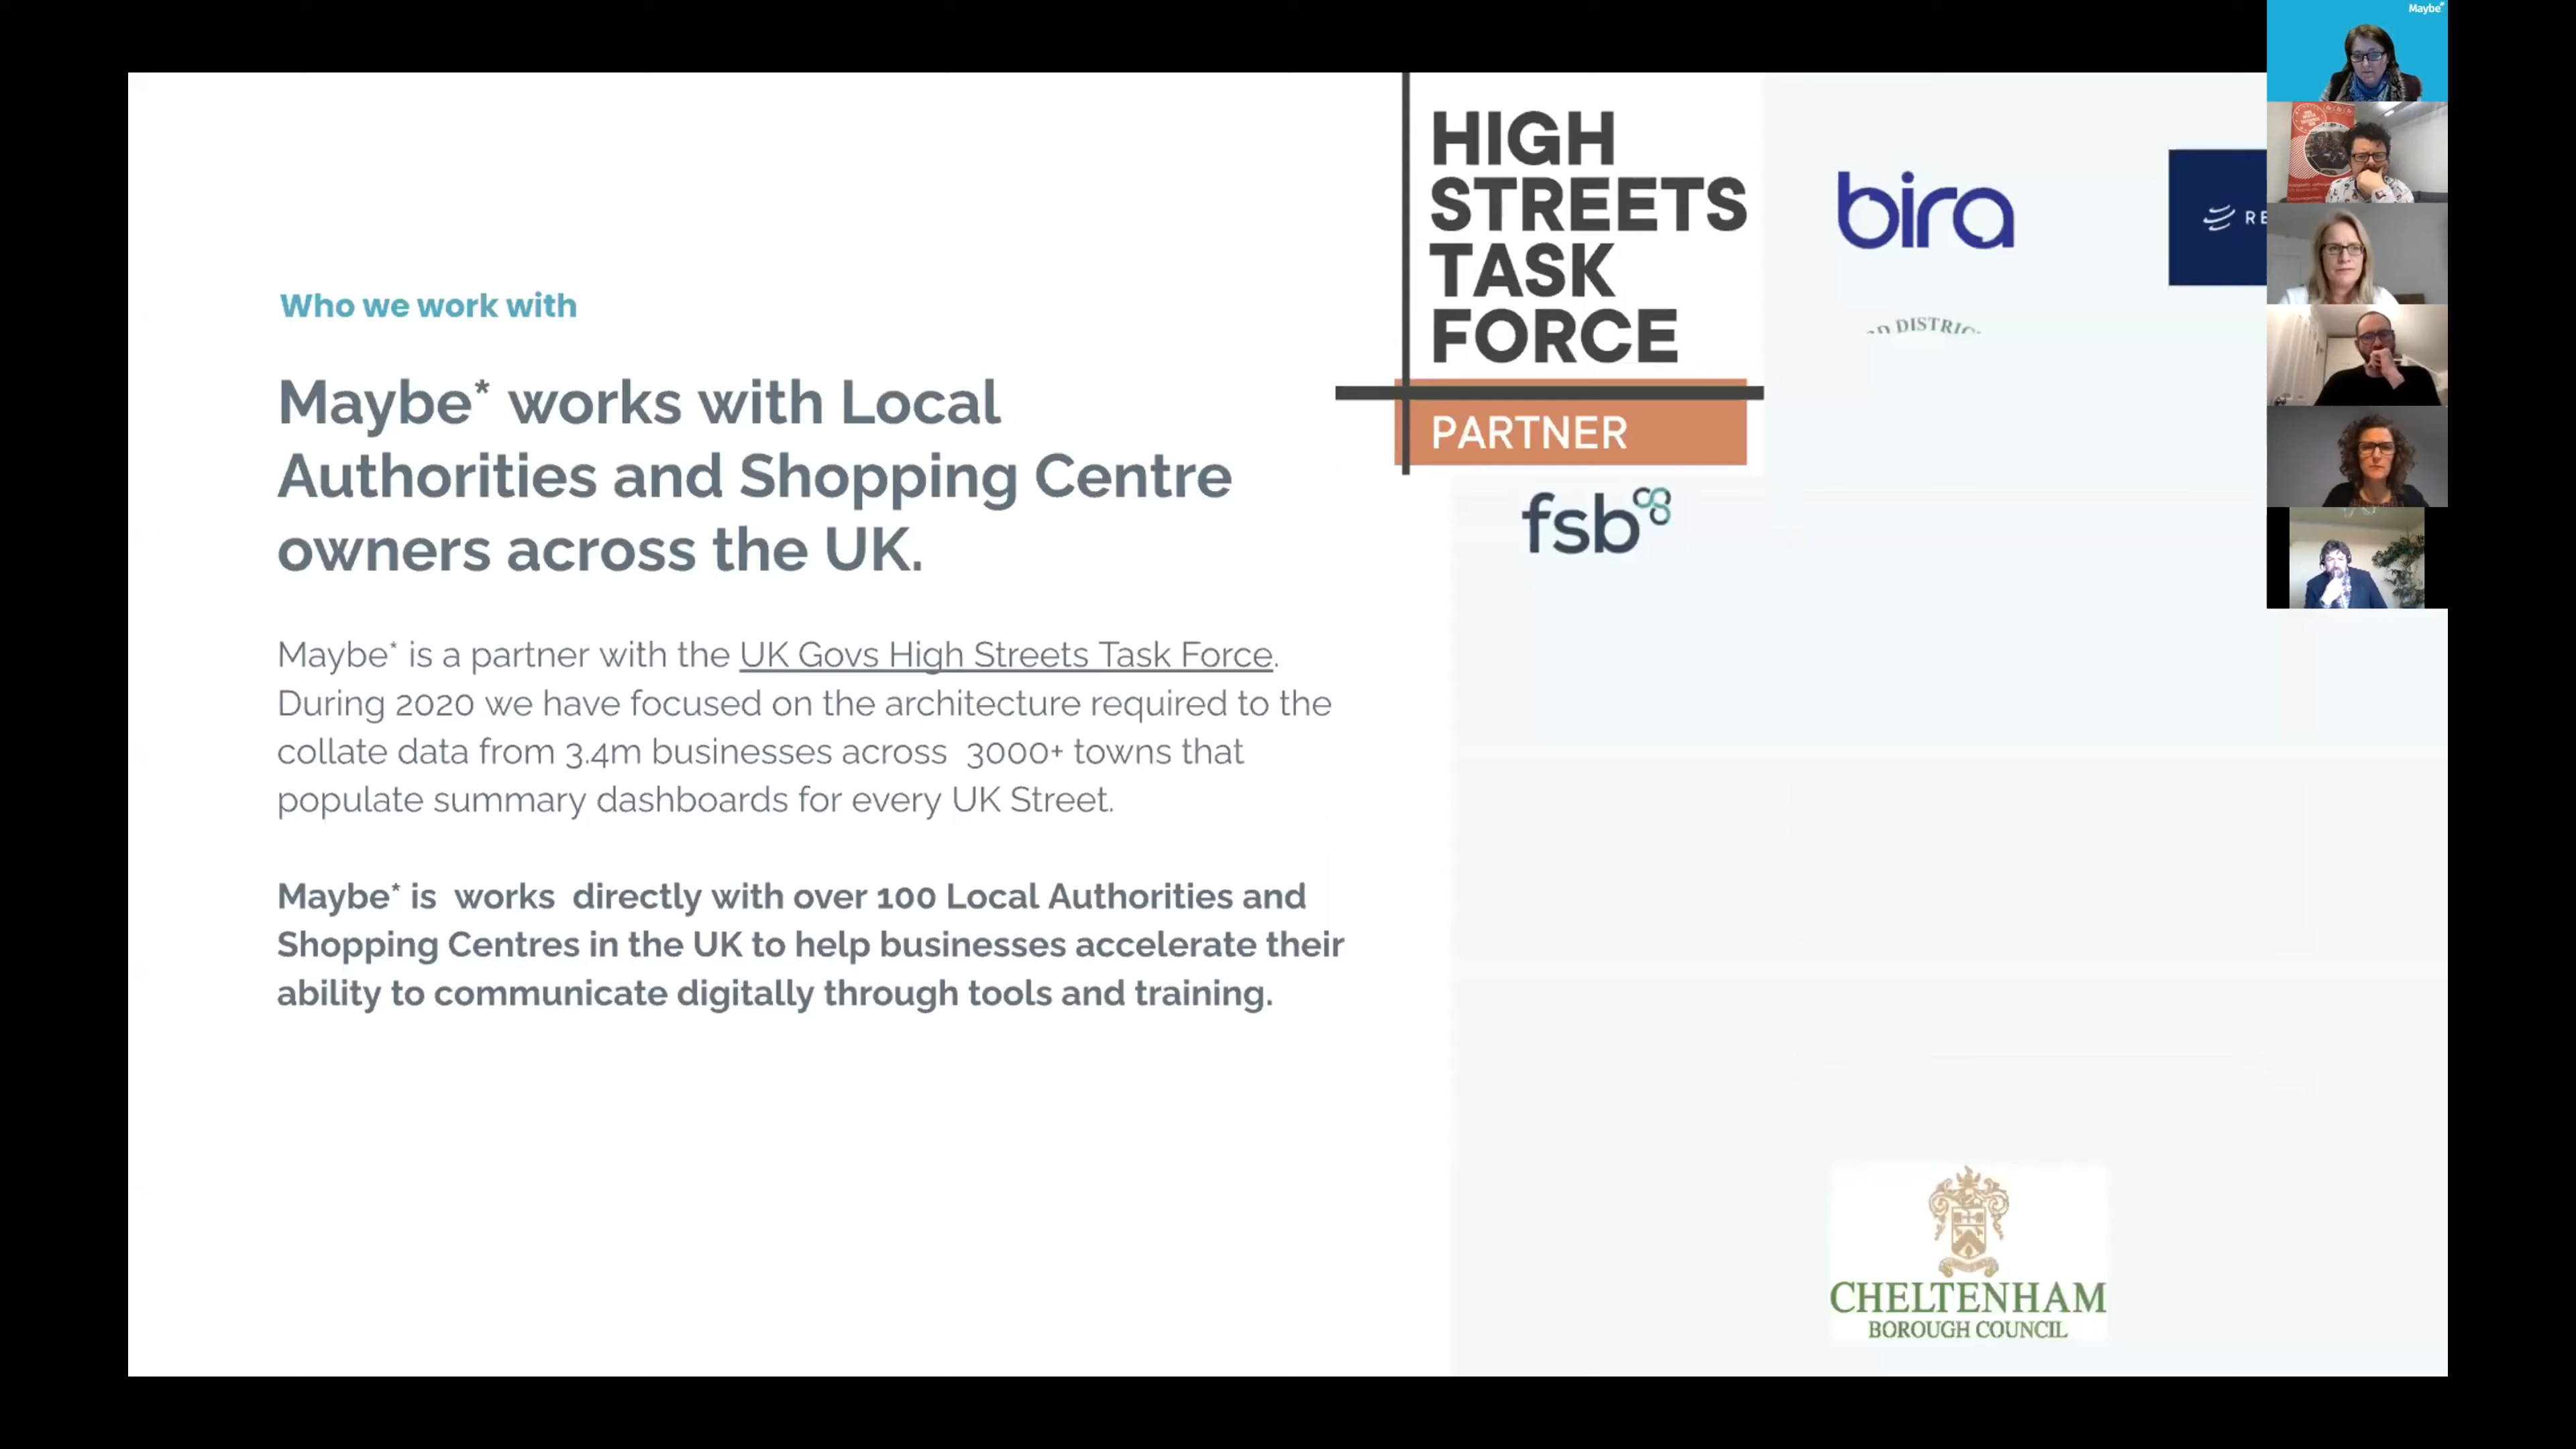 Maybe*
HIGH
STREETS
TASK
FORCE
PARTNER
bira
RE
D DISTRIC
fsb
Who we work with
Maybe* works with Local
Authorities and Shopping Centre
owners across the UK.
Maybe* is a partner with the UK Govs High Streets Task Force.
During 2020 we have focused on the architecture required to the
collate data from 3.4m businesses across 3000+ towns that
populate summary dashboards for every UK Street.
Maybe* is works directly with over 100 Local Authorities and
Shopping Centres in the UK to help businesses accelerate their
ability to communicate digitally through tools and training.
CHELTENHAM
BOROUGH COUNCIL